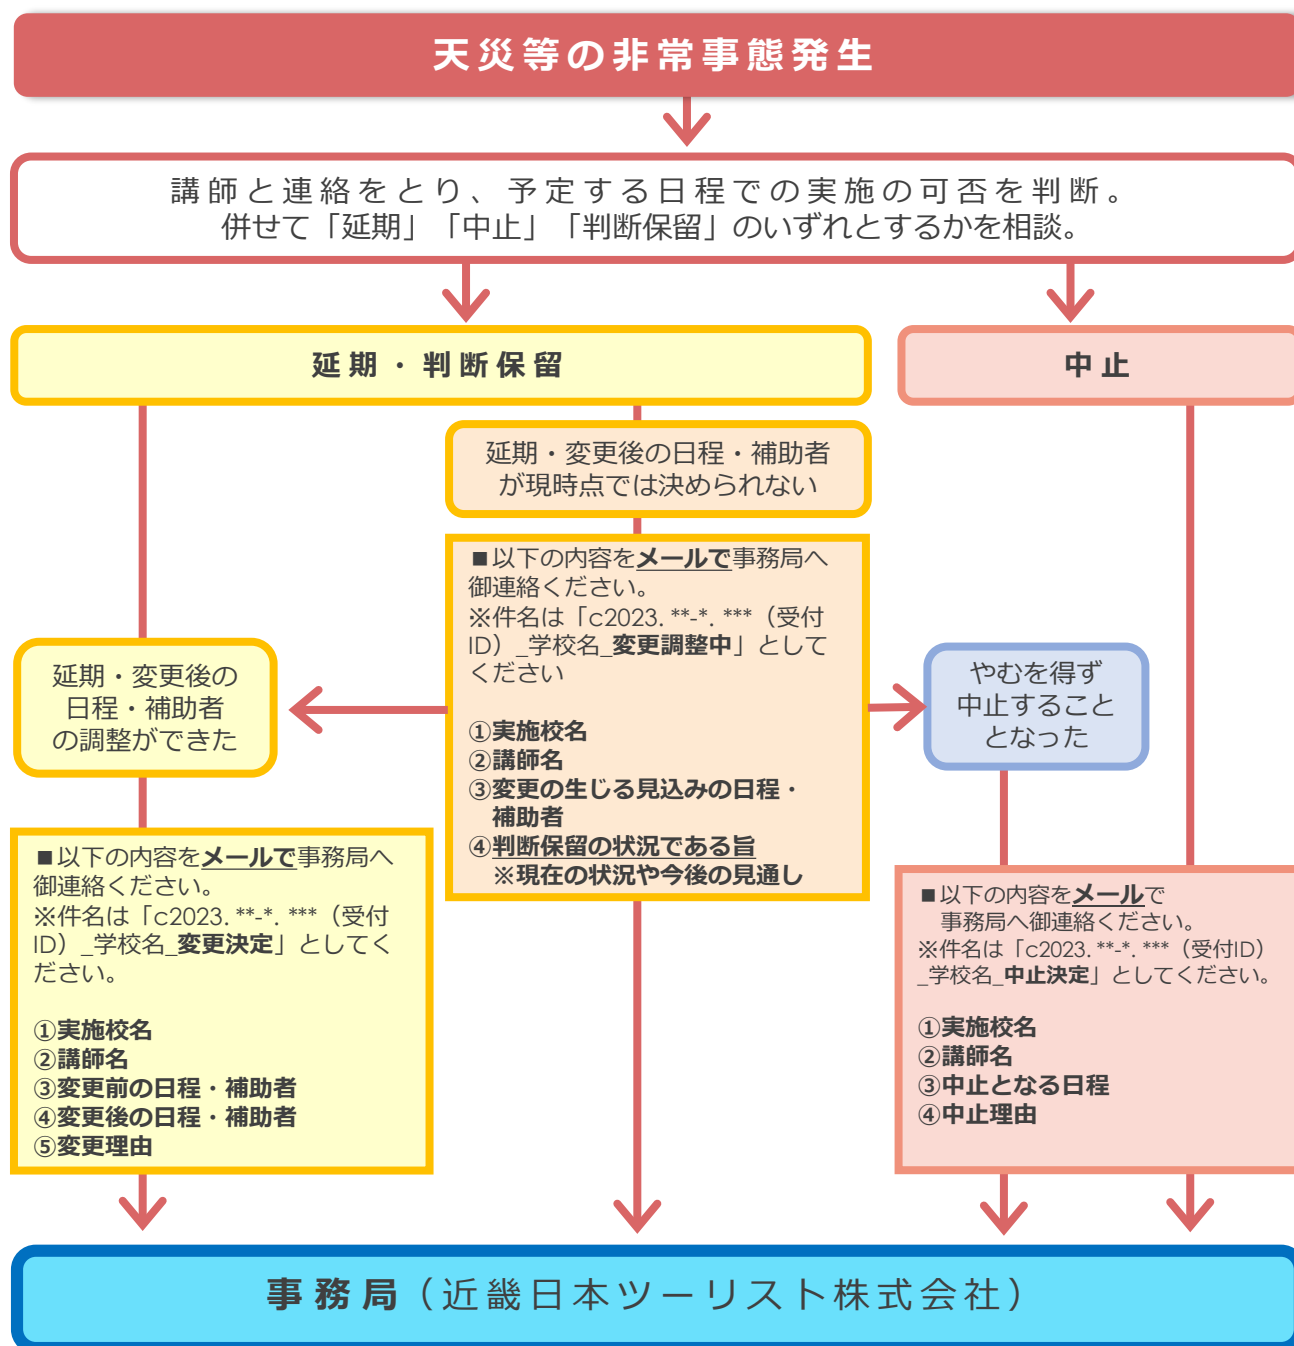 天災等の非常事態発生
講師と連絡をとり、予定する日程での実施の可否を判断。
併せて「延期」「中止」「判断保留」のいずれとするかを相談。
延期・判断保留
中止
延期・変更後の日程・補助者
が現時点では決められない
■以下の内容をメールで事務局へ
御連絡ください。
※件名は「c2023. **-*. ***（受付
ID）_学校名_変更調整中」として
ください
①実施校名
②講師名
③変更の生じる見込みの日程・
補助者
④判断保留の状況である旨
※現在の状況や今後の見通し
延期・変更後の
日程・補助者
の調整ができた
やむを得ず
中止すること
となった
■以下の内容をメールで事務局へ
御連絡ください。
※件名は「c2023. **-*. ***（受付
ID）_学校名_変更決定」としてく
ださい。
①実施校名
②講師名
③変更前の日程・補助者
④変更後の日程・補助者
⑤変更理由
■以下の内容をメールで
事務局へ御連絡ください。
※件名は「c2023. **-*. ***（受付ID）
_学校名_中止決定」としてください。
①実施校名
②講師名
③中止となる日程
④中止理由
事務局（近畿日本ツーリスト株式会社）